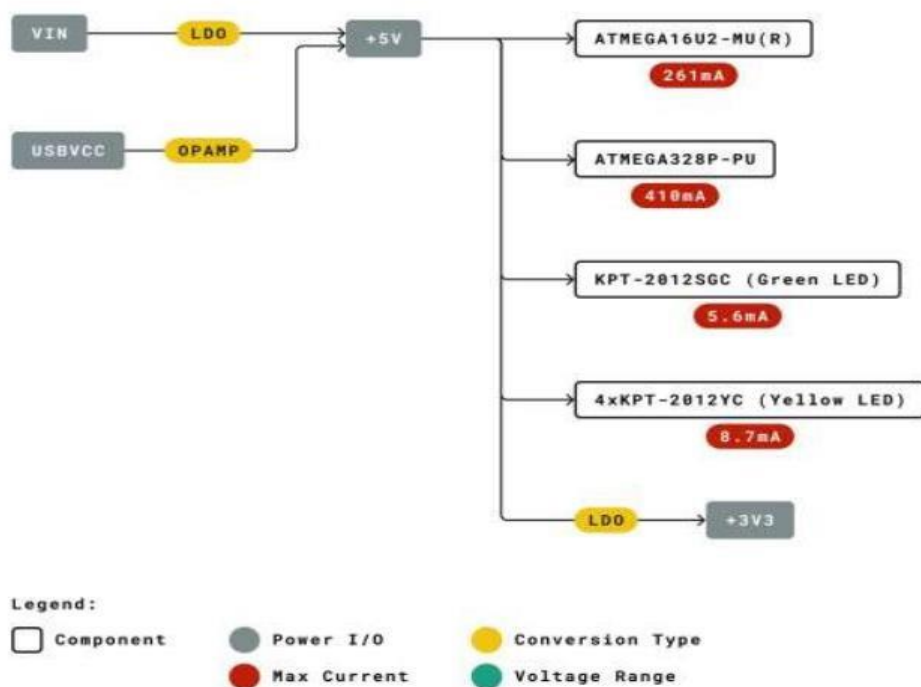 VIN
LDO
+5V
ATMEGA16U2-MU(R)
261mA
USBVCC
OPAMP
ATMEGA328P-PU
410mA
KPT-2012SGC (Green LED)
5.6mA
4xKPT-2012YC (Yellow LED)
8.7mA
LDO
+3V3
Legend:
Component
Power I/O
Conversion Type
Max Current
Voltage Range